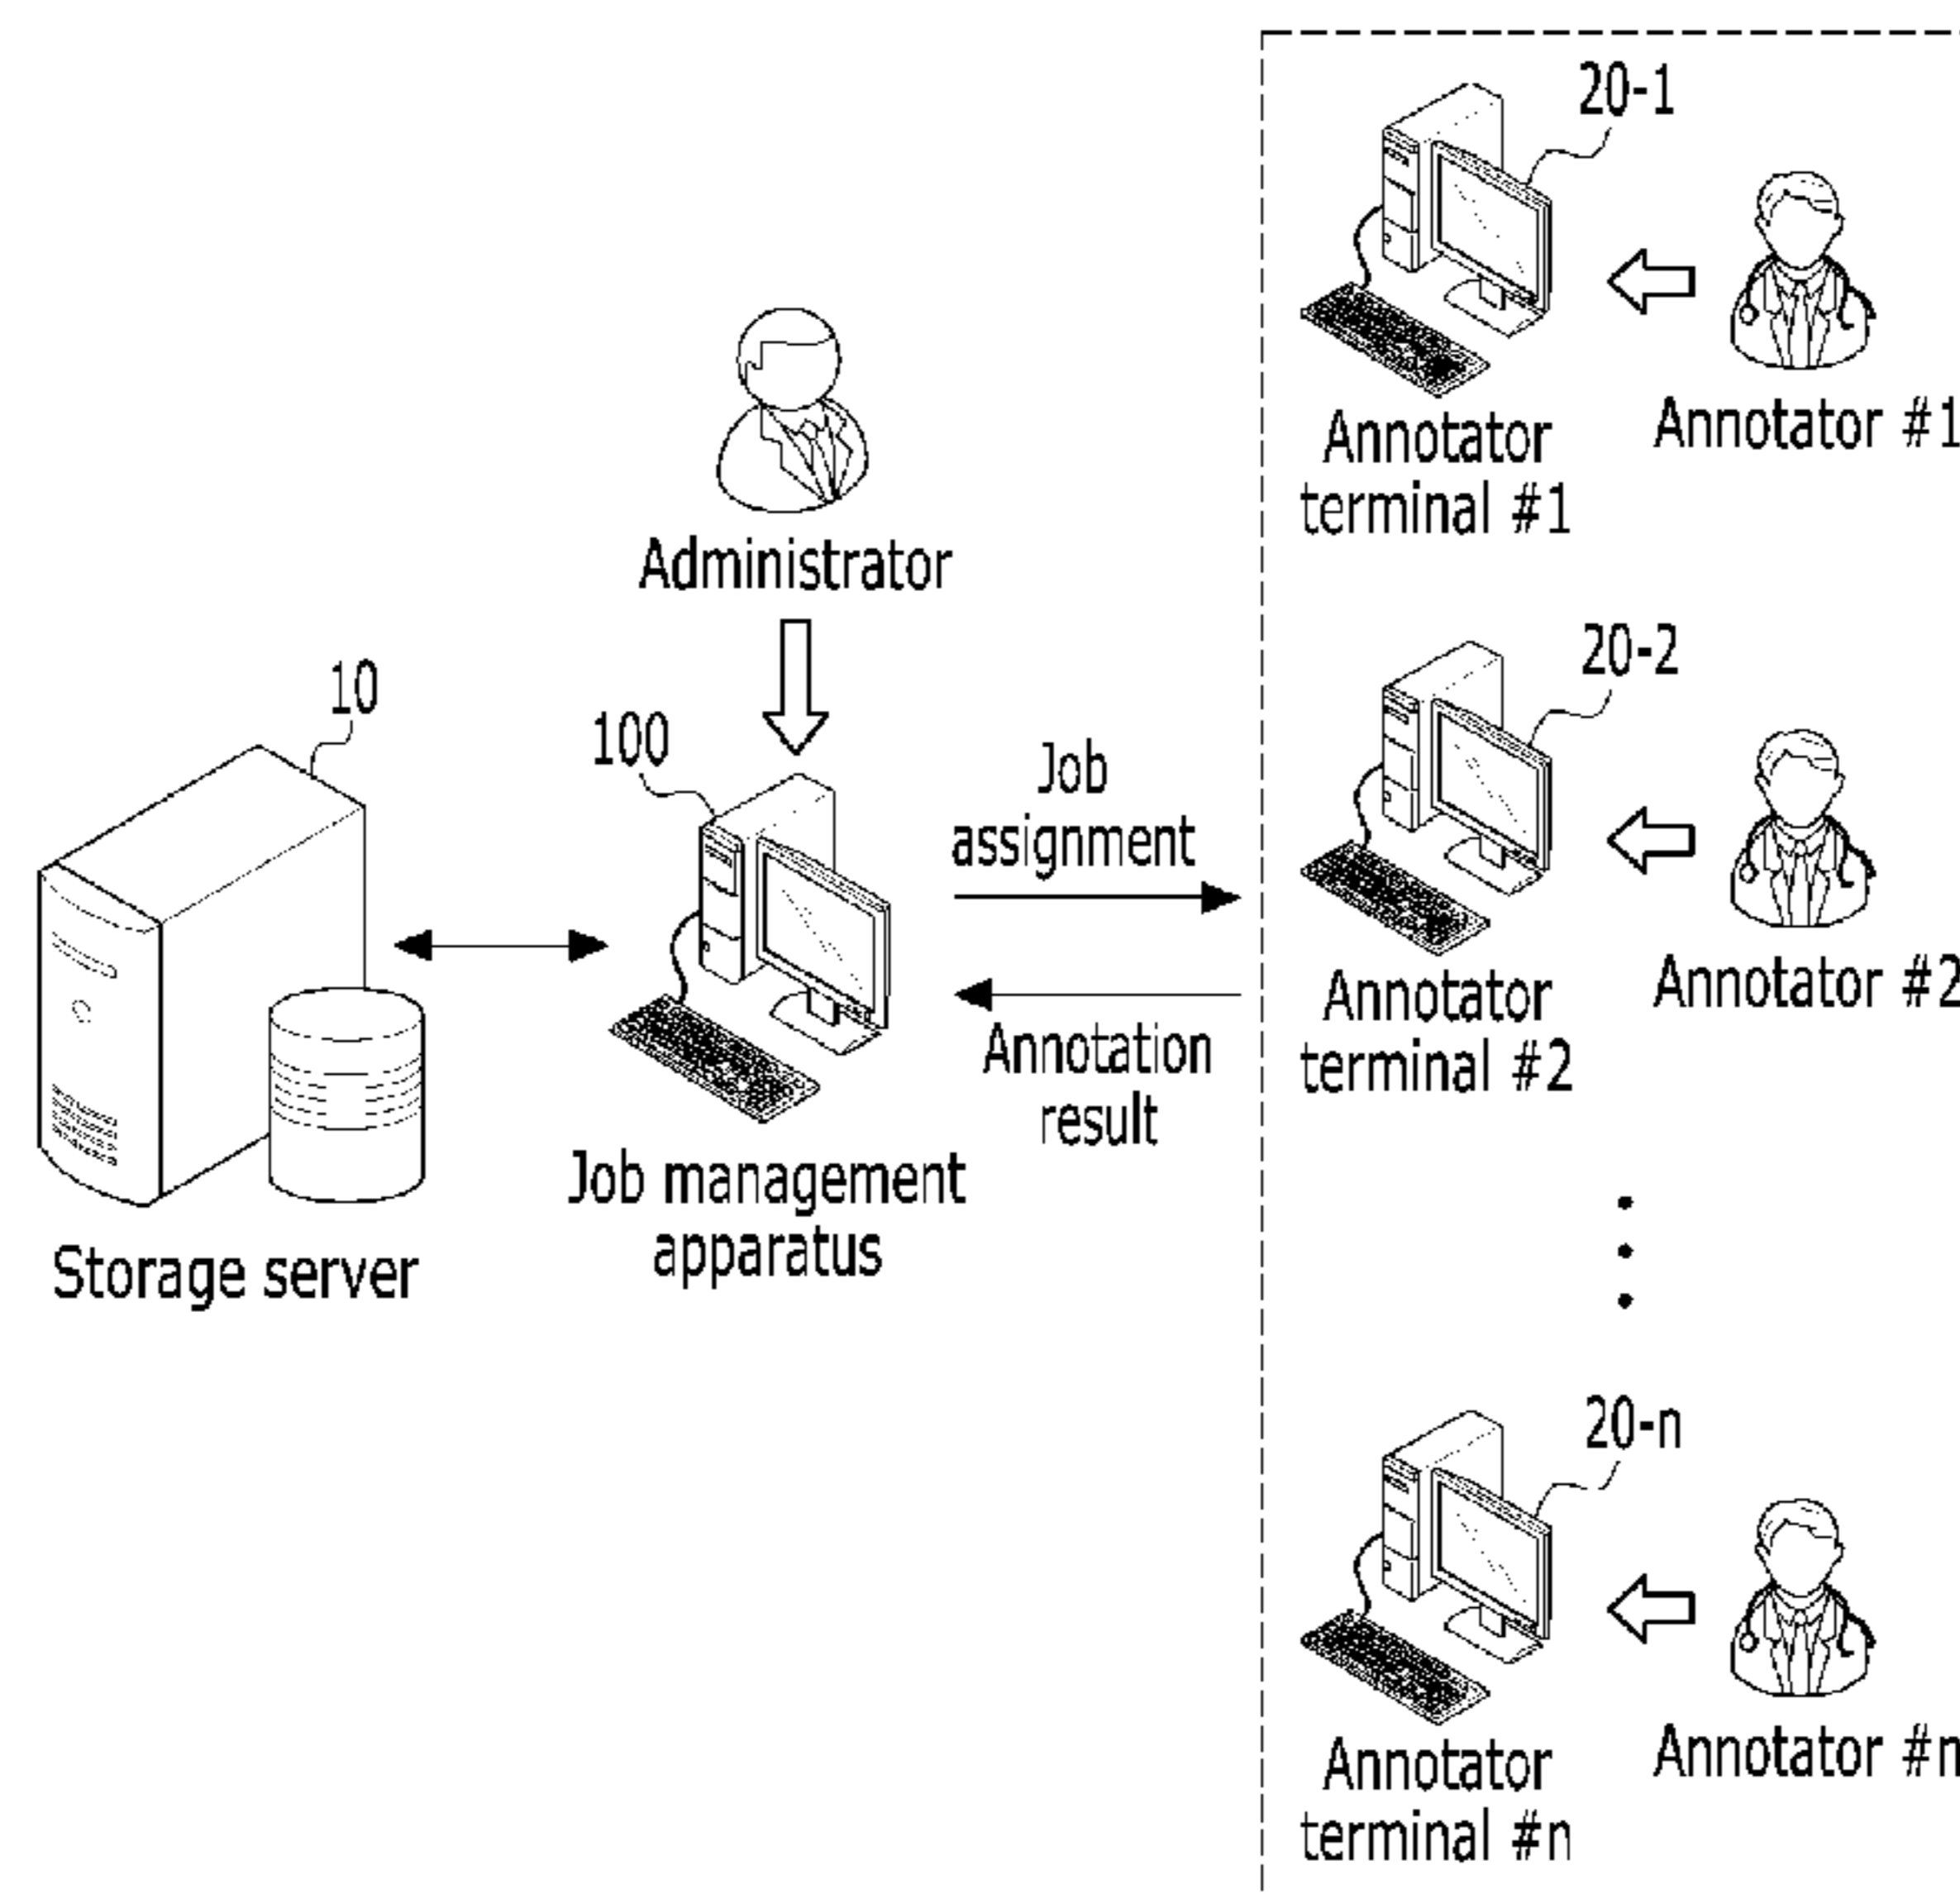 20-1
Annotator
terminal #1
Annotator #1
Administrator
10
100
Job
assignment
20-2
Annotator
terminal #2
Annotator #2
Annotation
result
Job management
apparatus
Storage server
20-n
Annotator
terminal #n
Annotator #n